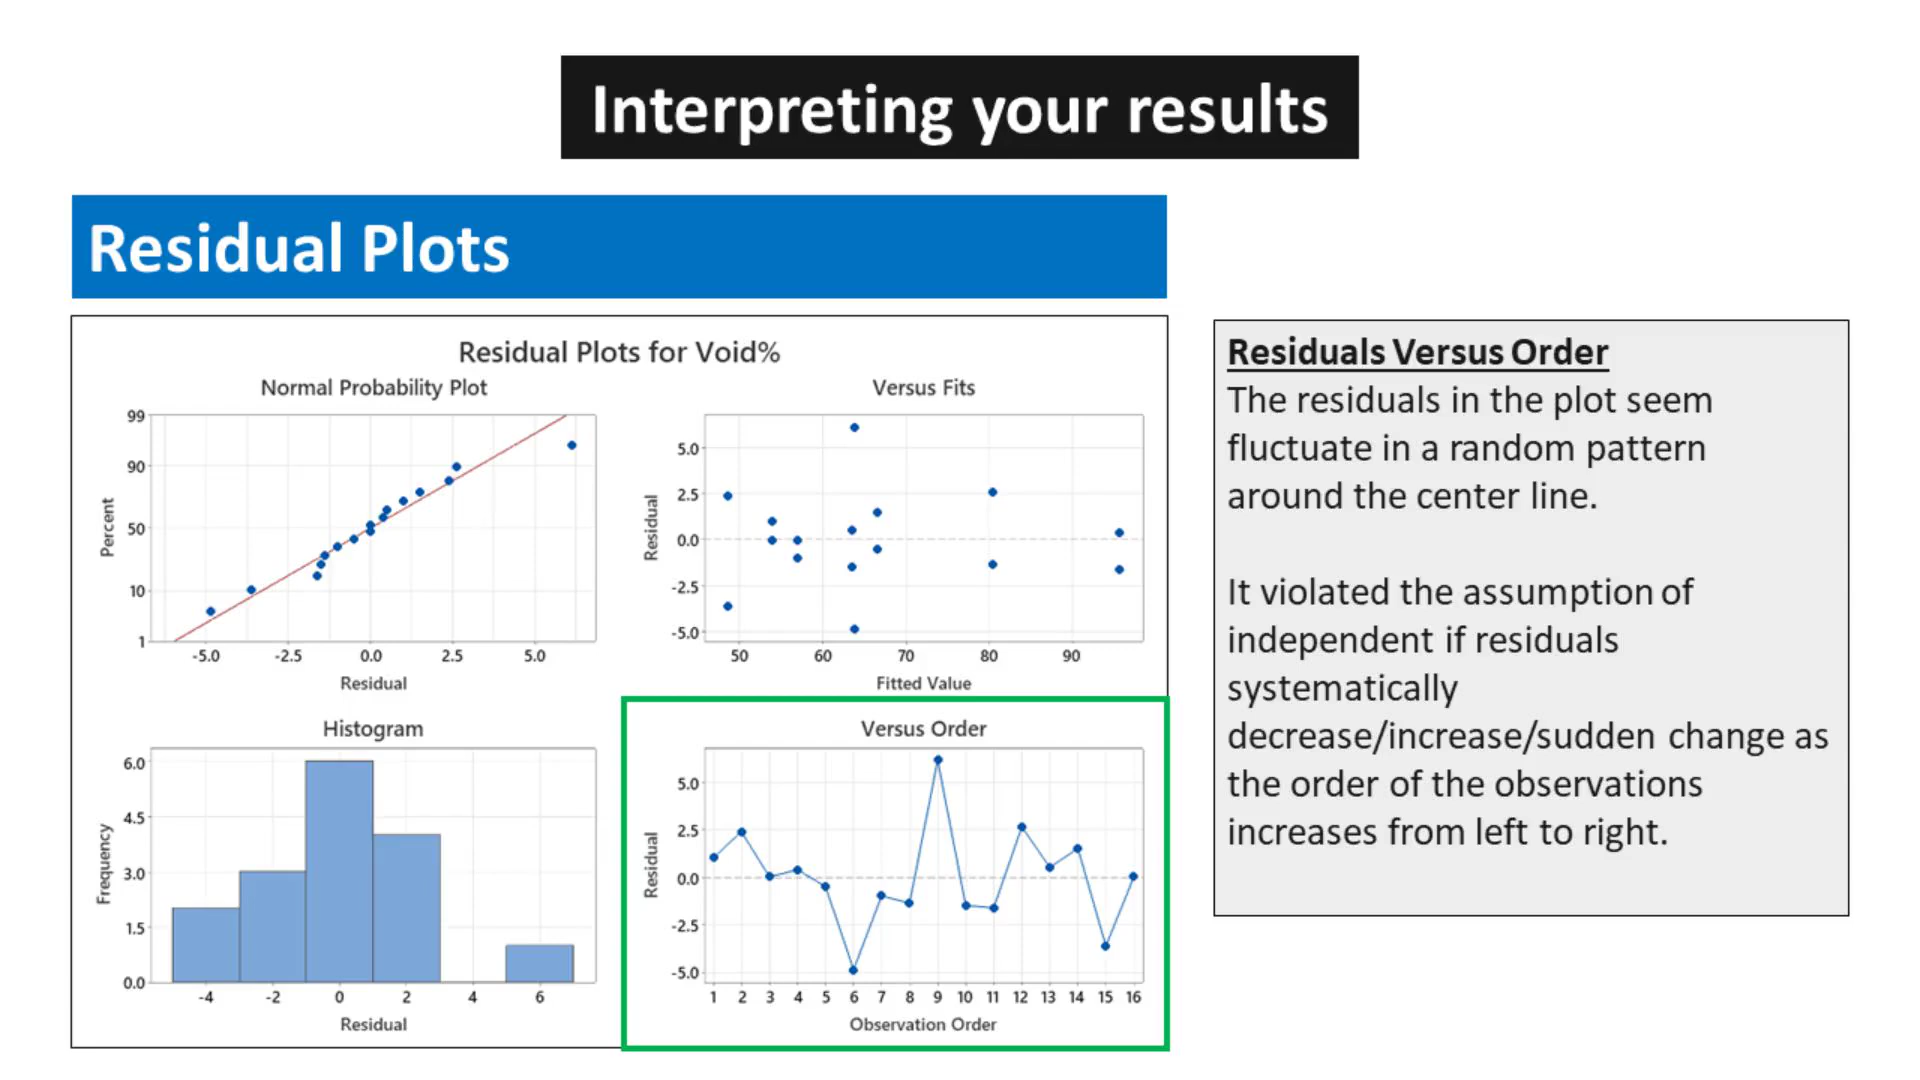 Interpreting your results
Residual Plots
Residual Plots for Void%
Normal Probability Plot
99
90
50
10
1
Percent
-5.0 -2.5 0.0 2.5 5.0
Residual
Versus Fits
5.0
2.5
0.0
-2.5
-5.0
Residual
50 60 70 80 90
Fitted Value
Histogram
6.0
4.5
3.0
1.5
0.0
Frequency
-4 -2 0 2 4 6
Residual
Versus Order
5.0
2.5
0.0
-2.5
-5.0
Residual
1 2 3 4 5 6 7 8 9 10 11 12 13 14 15 16
Observation Order
Residuals Versus Order
The residuals in the plot seem
fluctuate in a random pattern
around the center line.
It violated the assumption of
independent if residuals
systematically
decrease/increase/sudden change as
the order of the observations
increases from left to right.